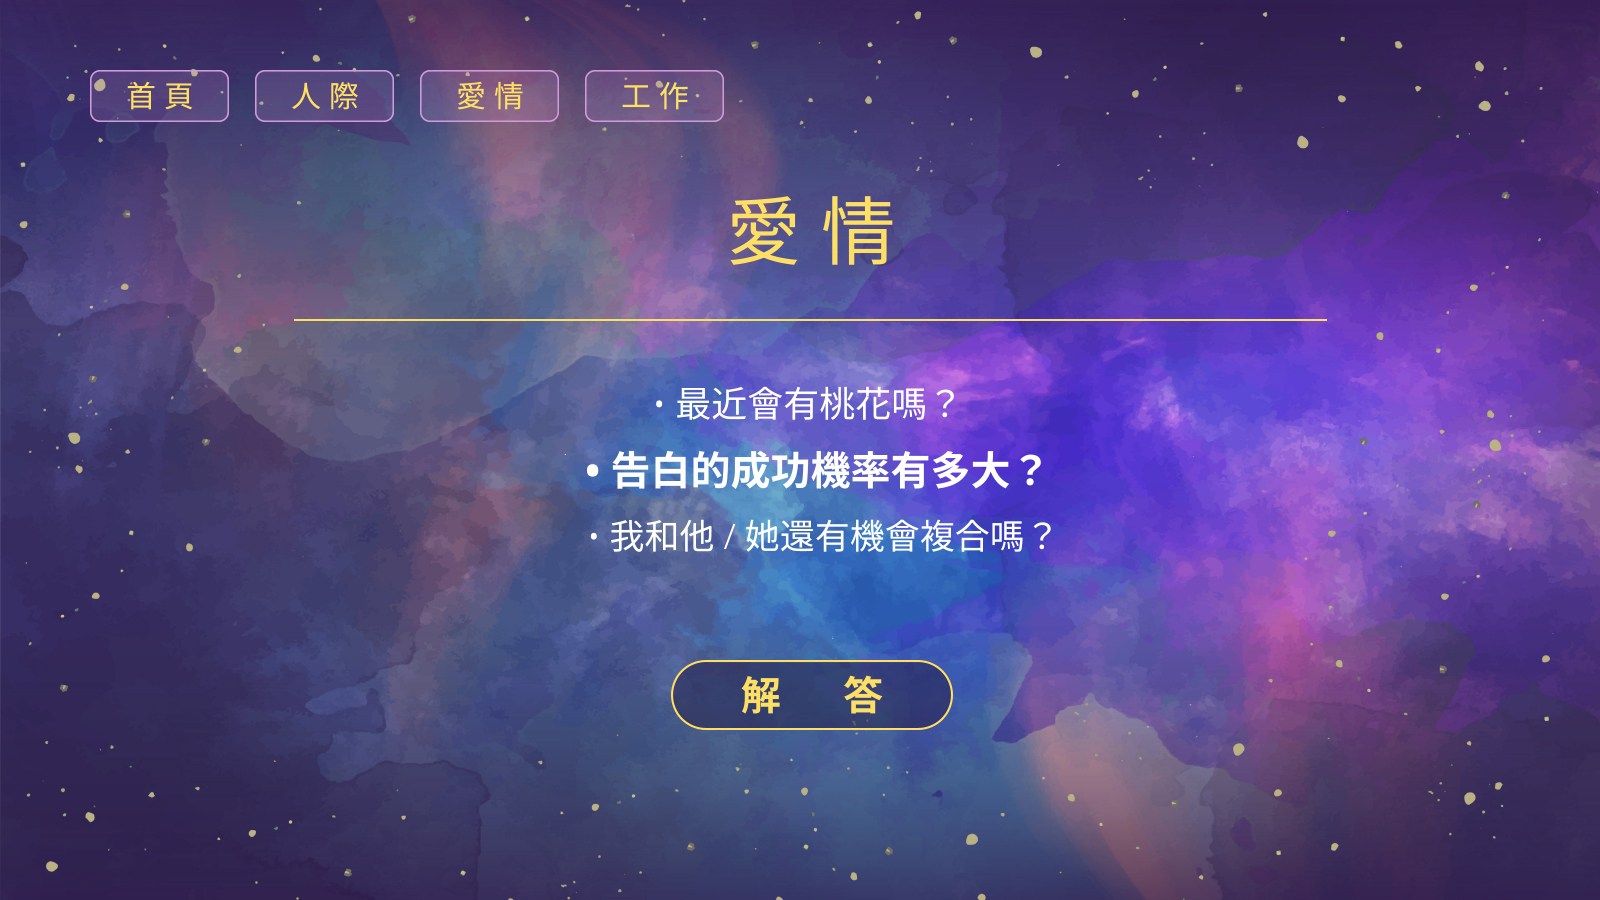 首頁 人際 愛情 工作
愛情
・最近會有桃花嗎？
・告白的成功機率有多大？
・我和他 / 她還有機會複合嗎？
解 答